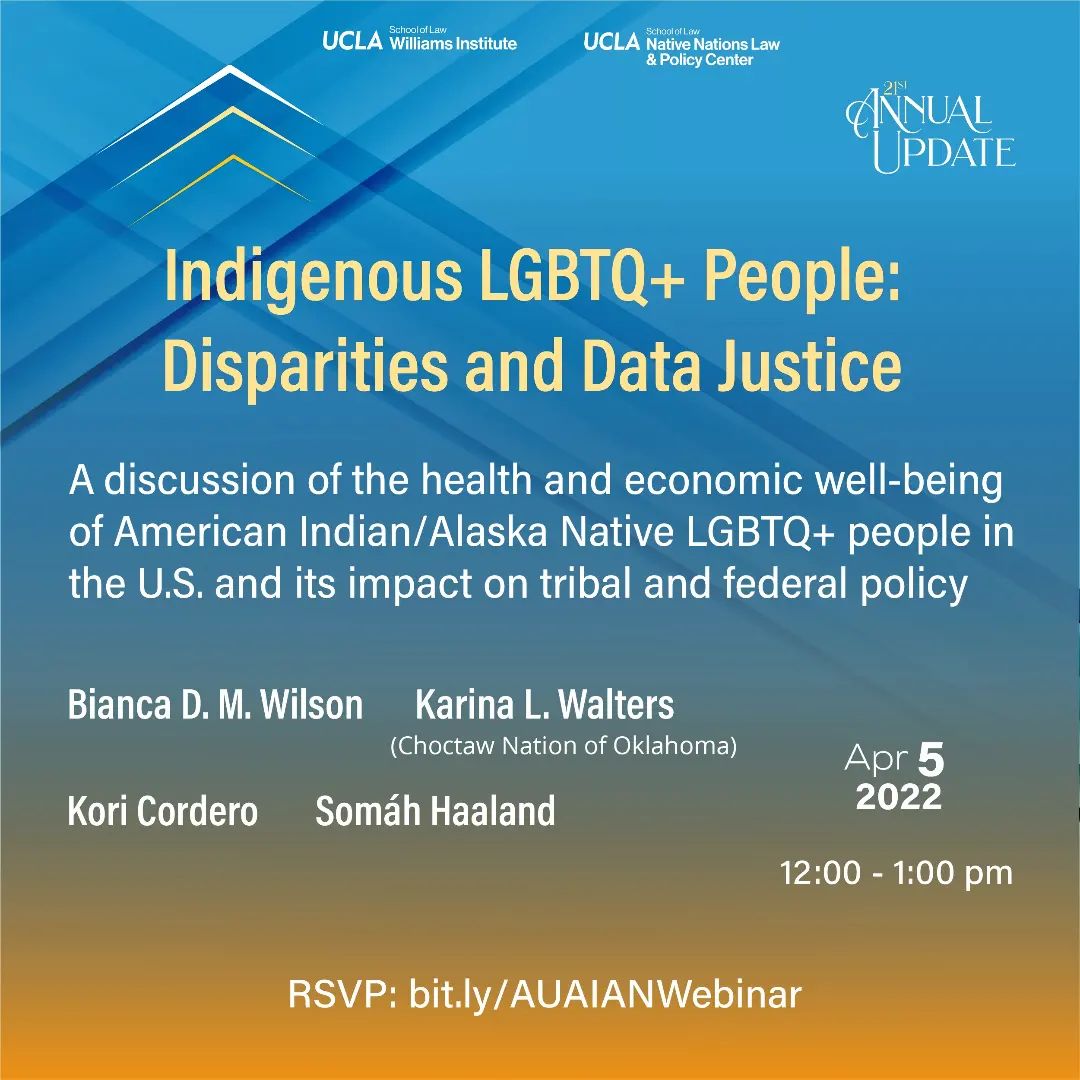 UCLA School of Law
Williams Institute
UCLA School of Law
Native Nations Law
& Policy Center
21ST
ANNUAL
UPDATE
Indigenous LGBTQ+ People:
Disparities and Data Justice
A discussion of the health and economic well-being
of American Indian/Alaska Native LGBTQ+ people in
the U.S. and its impact on tribal and federal policy
Bianca D. M. Wilson Karina L. Walters
(Choctaw Nation of Oklahoma)
Kori Cordero Somáh Haaland
Apr 5
2022
12:00 - 1:00 pm
RSVP: bit.ly/AUAIANWebinar